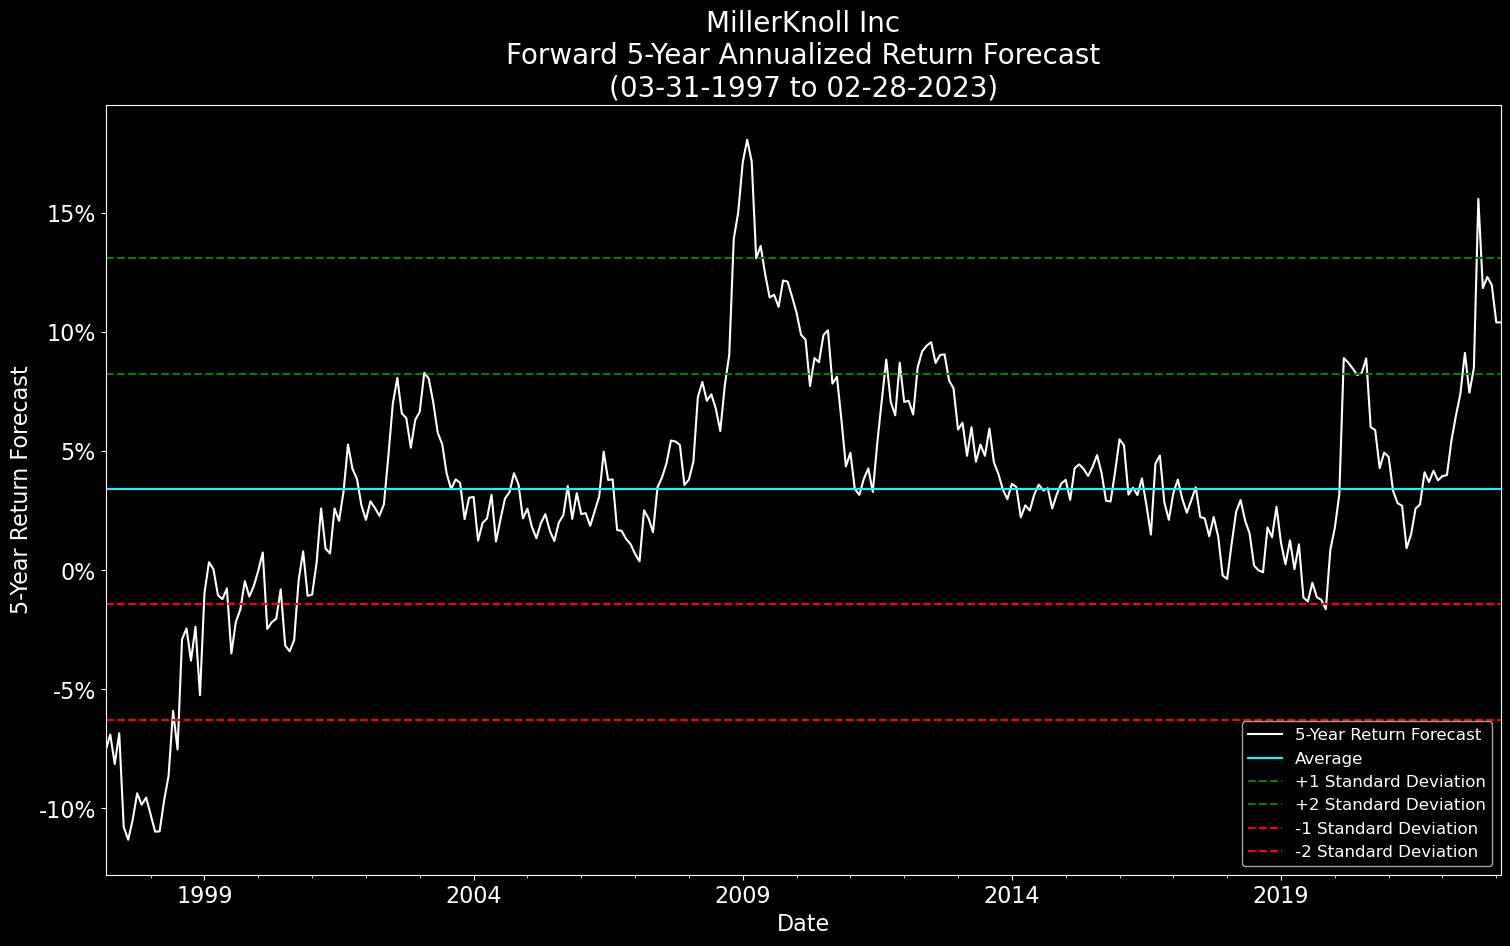 MillerKnoll Inc
Forward 5-Year Annualized Return Forecast
(03-31-1997 to 02-28-2023)
5-Year Return Forecast
15%
10%
5%
0%
-5%
-10%
1999
2004
2009
2014
2019
Date
5-Year Return Forecast
Average
+1 Standard Deviation
+2 Standard Deviation
-1 Standard Deviation
-2 Standard Deviation